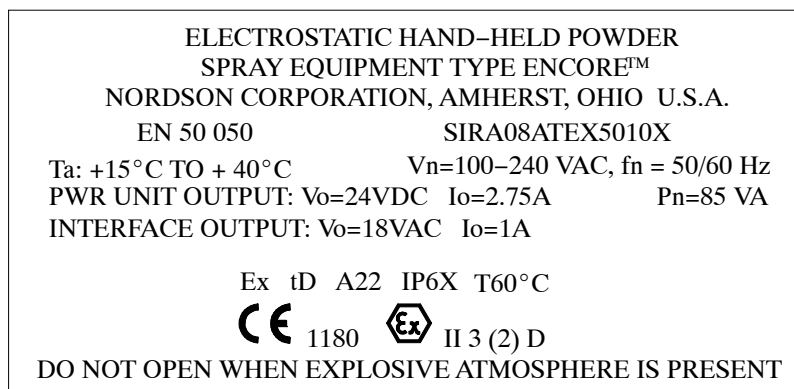 ELECTROSTATIC HAND–HELD POWDER
SPRAY EQUIPMENT TYPE ENCORE™
NORDSON CORPORATION, AMHERST, OHIO U.S.A.
EN 50 050 SIRA08ATEX5010X
Ta: +15°C TO + 40°C Vn=100–240 VAC, fn = 50/60 Hz
PWR UNIT OUTPUT: Vo=24VDC Io=2.75A Pn=85 VA
INTERFACE OUTPUT: Vo=18VAC Io=1A
Ex tD A22 IP6X T60°C
CE 1180 Ex II 3 (2) D
DO NOT OPEN WHEN EXPLOSIVE ATMOSPHERE IS PRESENT